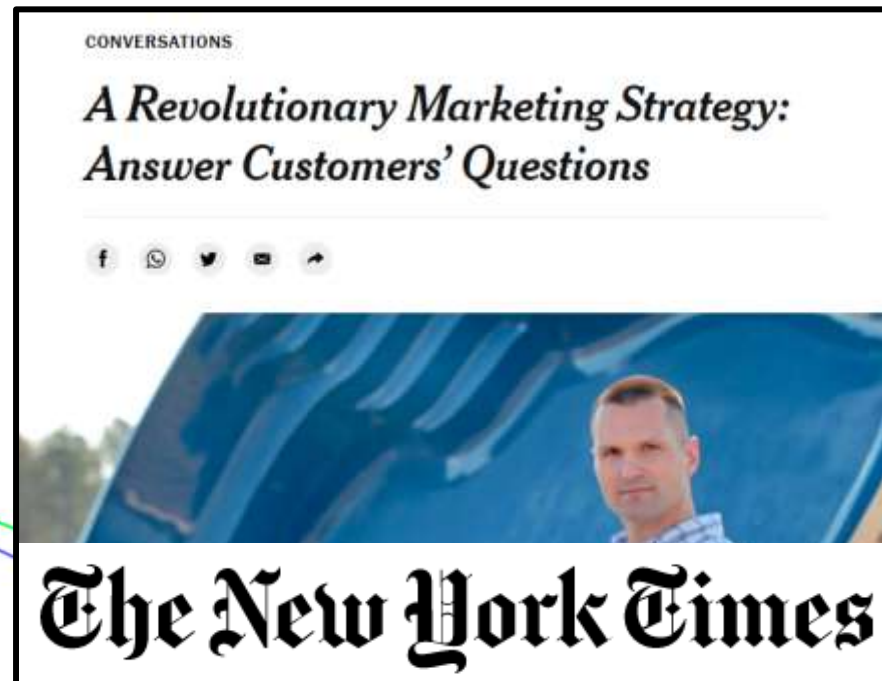 CONVERSATIONS
A Revolutionary Marketing Strategy:
Answer Customers’ Questions
The New York Times